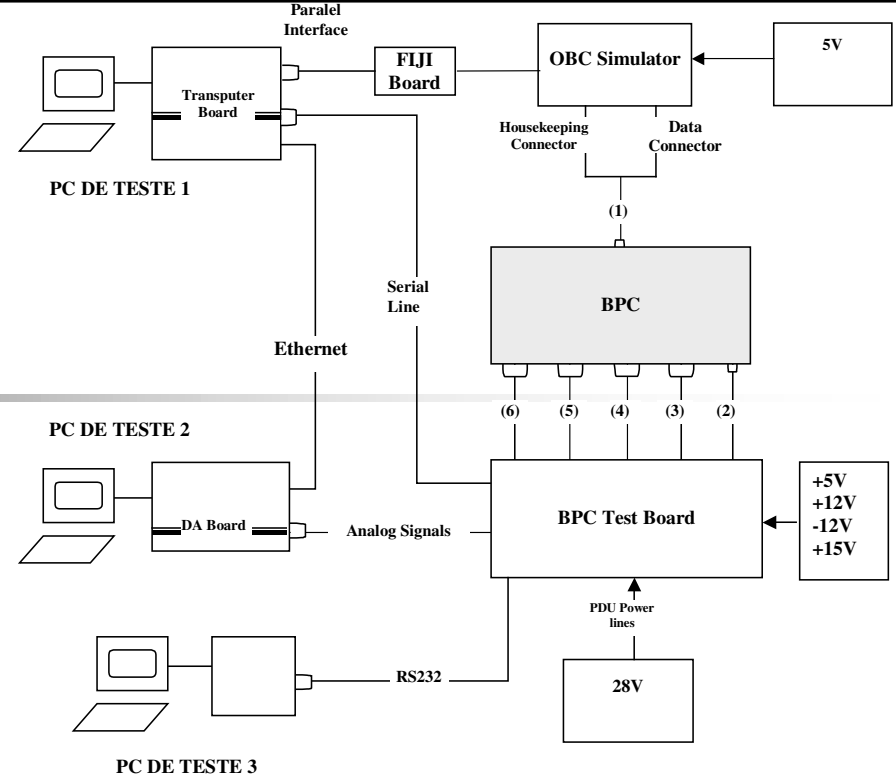 Paralel
Interface
FIJI
Board
OBC Simulator
5V
Transputer
Board
Housekeeping
Connector
Data
Connector
PC DE TESTE 1
(1)
BPC
Serial
Line
Ethernet
(6)
(5)
(4)
(3)
(2)
PC DE TESTE 2
DA Board
Analog Signals
BPC Test Board
+5V
+12V
-12V
+15V
PDU Power
lines
RS232
28V
PC DE TESTE 3